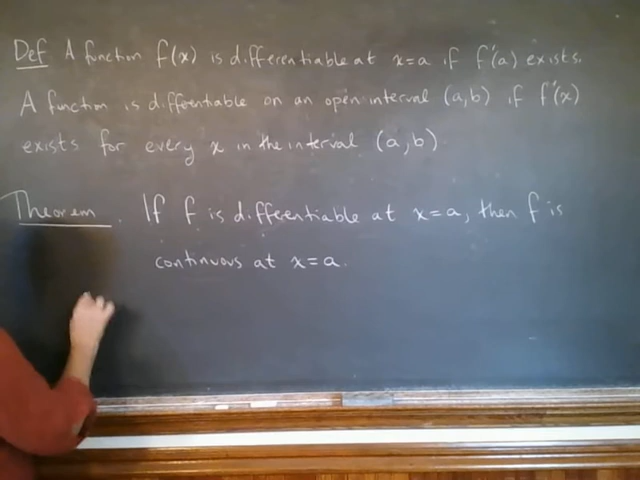 Def A function f(x) is differentiable at x=a if f'(a) exists.
A function is differentiable on an open interval (a,b) if f'(x)
exists for every x in the interval (a,b).
Theorem. If f is differentiable at x=a, then f is
continuous at x=a.